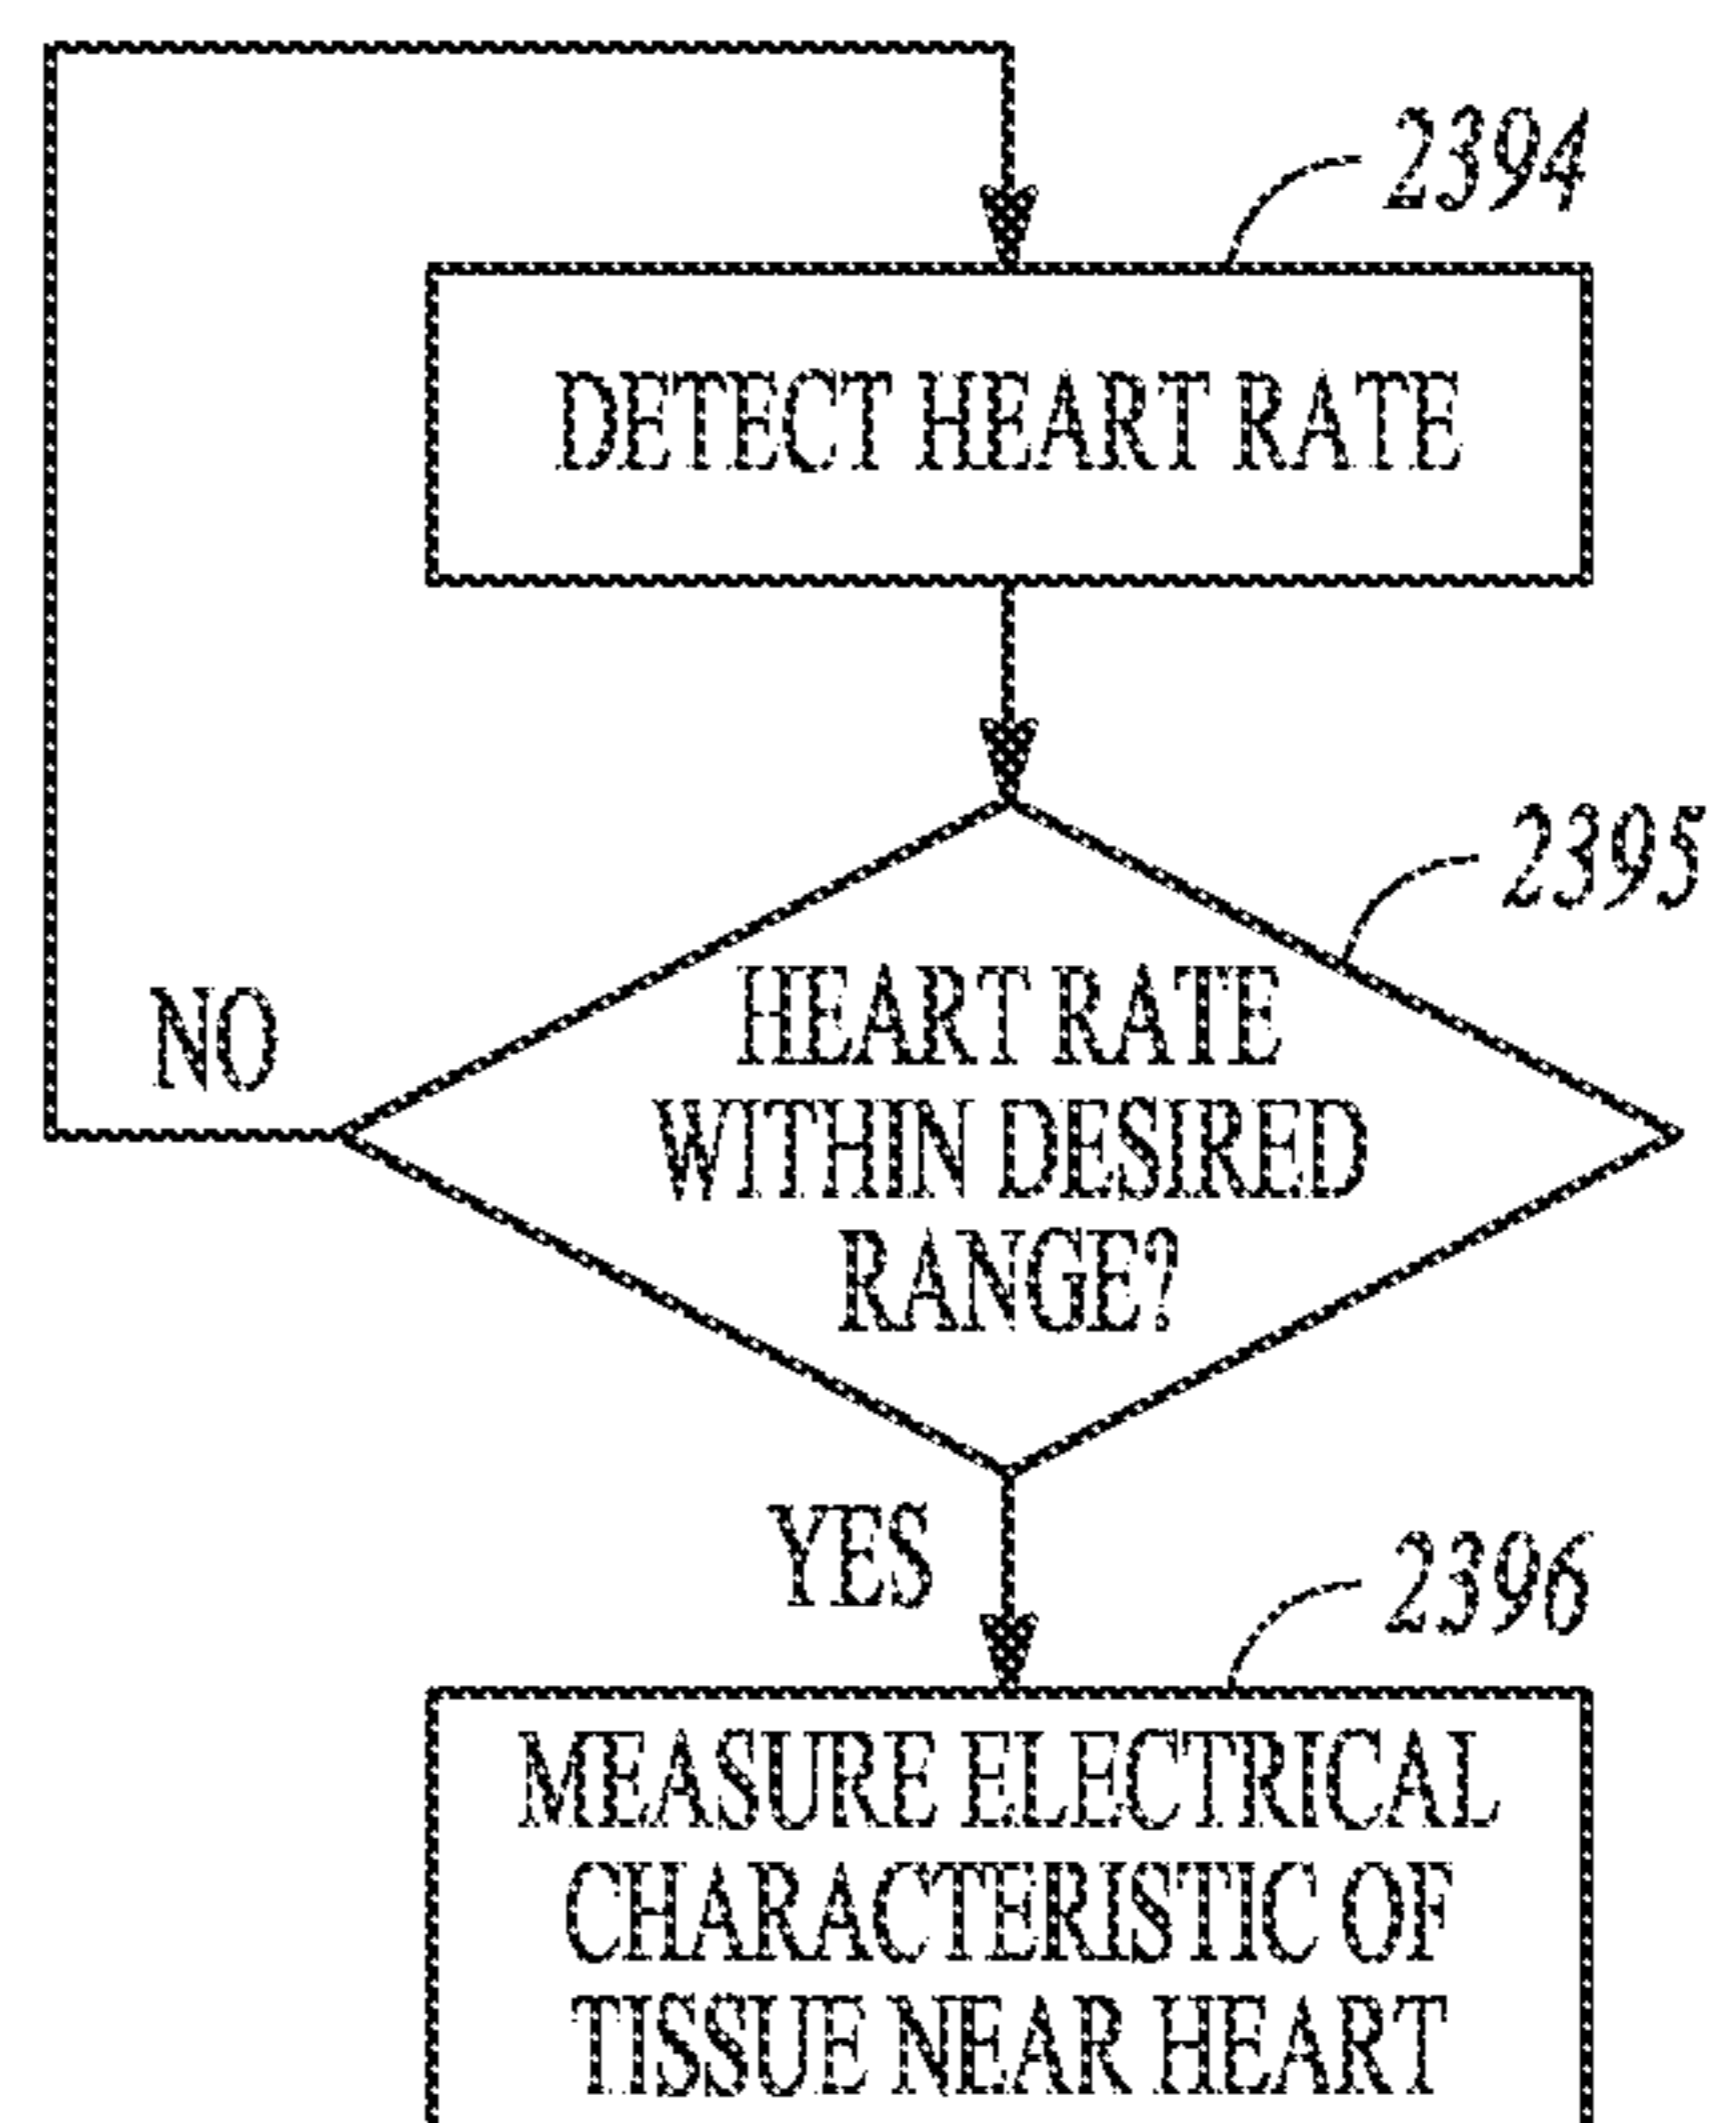 2394
DETECT HEART RATE
2395
HEART RATE
WITHIN DESIRED
RANGE?
NO
YES
2396
MEASURE ELECTRICAL
CHARACTERISTIC OF
TISSUE NEAR HEART